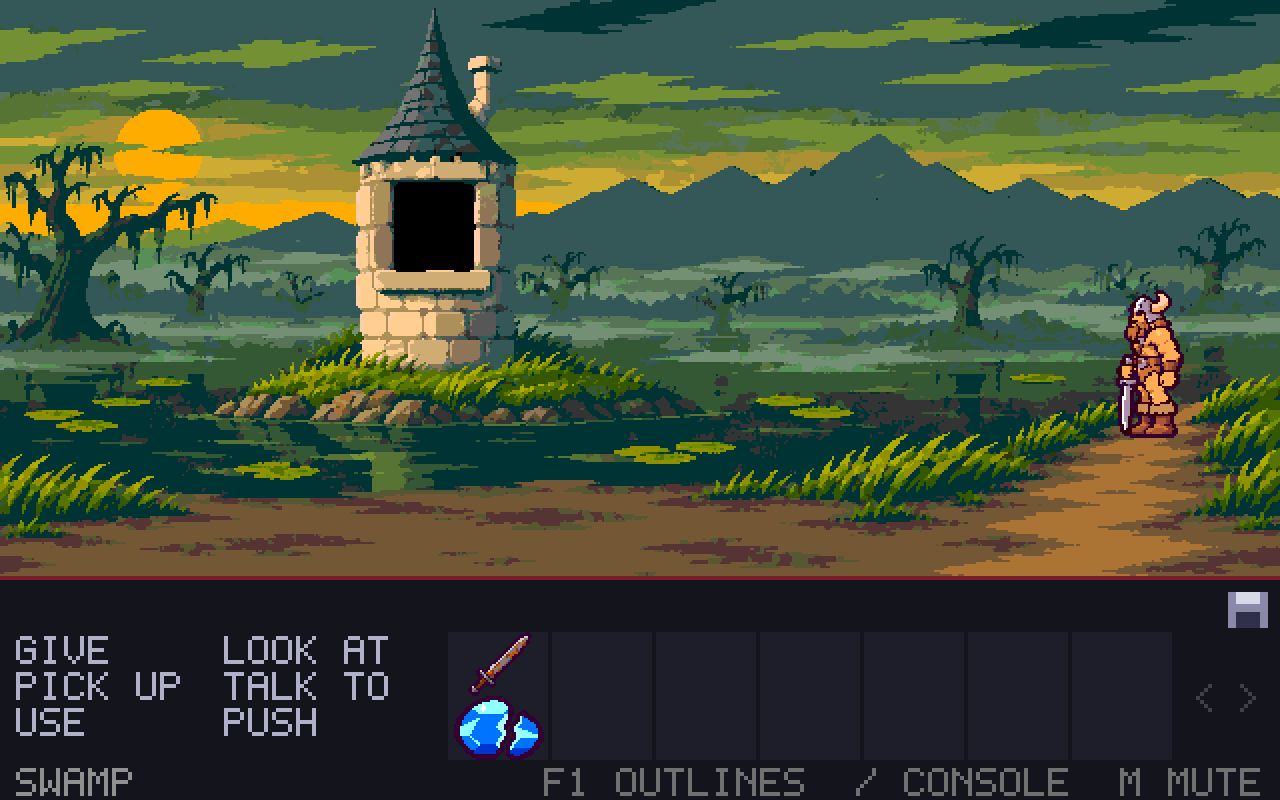 GIVE LOOK AT
PICK UP TALK TO
USE PUSH
SWAMP F1 OUTLINES / CONSOLE M MUTE